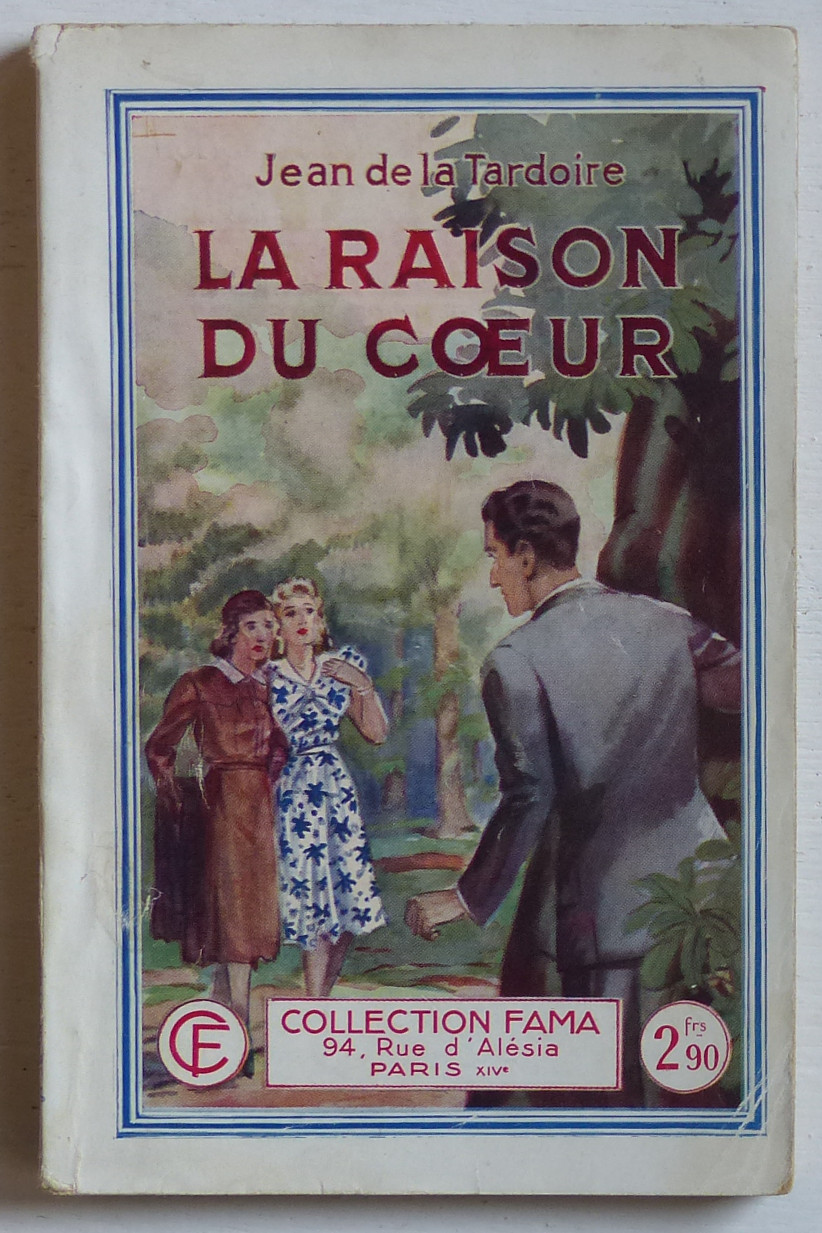 Jean de la Tardoire
LA RAISON
DU CŒUR
CF
COLLECTION FAMA
94, Rue d'Alésia
PARIS XIVe
2 frs 90